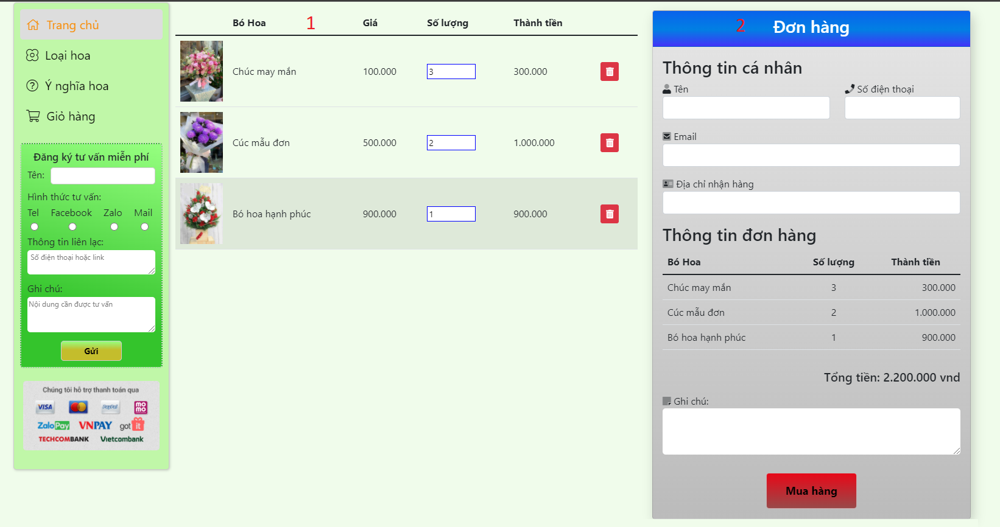 Trang chủ
Loại hoa
Ý nghĩa hoa
Giỏ hàng
Đăng ký tư vấn miễn phí
Tên:
Hình thức tư vấn:
Tel Facebook Zalo Mail
Thông tin liên lạc:
Số điện thoại hoặc link
Ghi chú:
Nội dung cần được tư vấn
Gửi
Chúng tôi hỗ trợ thanh toán qua
VISA PayPal mo mo
ZaloPay VNPAY got it
TECHCOMBANK Vietcombank
1
Bó Hoa Giá Số lượng Thành tiền
Chúc may mắn 100.000 3 300.000
Cúc mẫu đơn 500.000 2 1.000.000
Bó hoa hạnh phúc 900.000 1 900.000
2 Đơn hàng
Thông tin cá nhân
Tên Số điện thoại
Email
Địa chỉ nhận hàng
Thông tin đơn hàng
Bó Hoa Số lượng Thành tiền
Chúc may mắn 3 300.000
Cúc mẫu đơn 2 1.000.000
Bó hoa hạnh phúc 1 900.000
Tổng tiền: 2.200.000 vnd
Ghi chú:
Mua hàng